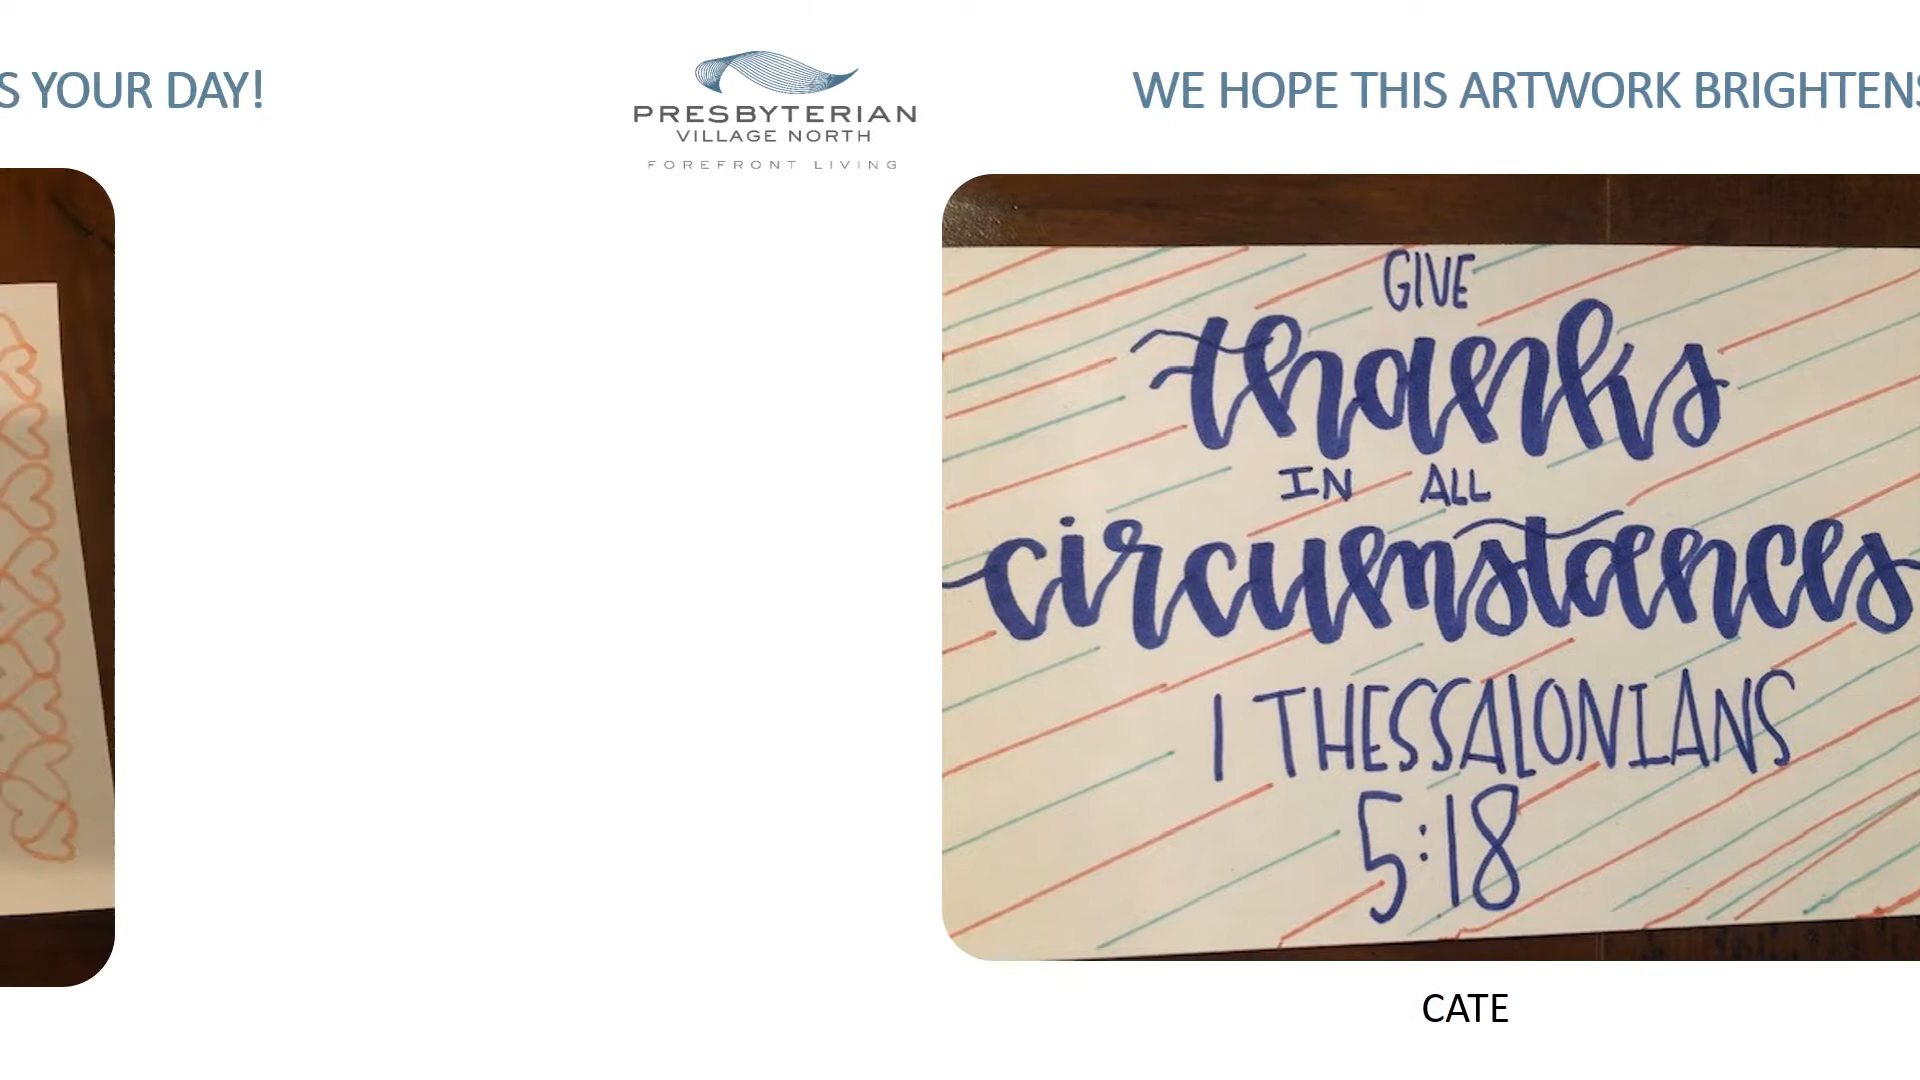 S YOUR DAY!
PRESBYTERIAN
VILLAGE NORTH
FOREFRONT LIVING
WE HOPE THIS ARTWORK BRIGHTENS
GIVE
thanks
IN ALL
circumstances
1 THESSALONIANS
5:18
CATE